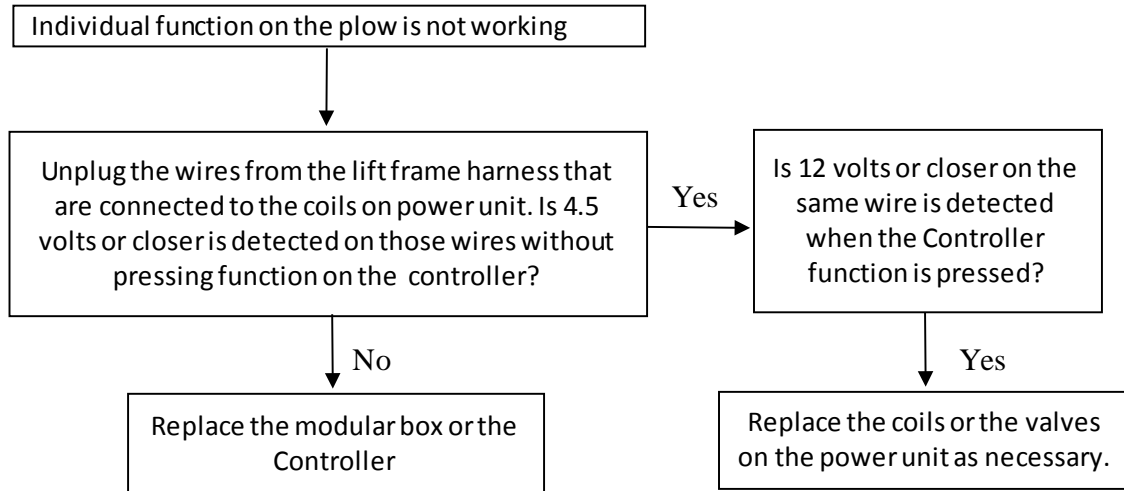 Individual function on the plow is not working
Unplug the wires from the lift frame harness that
are connected to the coils on power unit. Is 4.5
volts or closer is detected on those wires without
pressing function on the controller?
Yes
Is 12 volts or closer on the
same wire is detected
when the Controller
function is pressed?
No
Yes
Replace the modular box or the
Controller
Replace the coils or the valves
on the power unit as necessary.